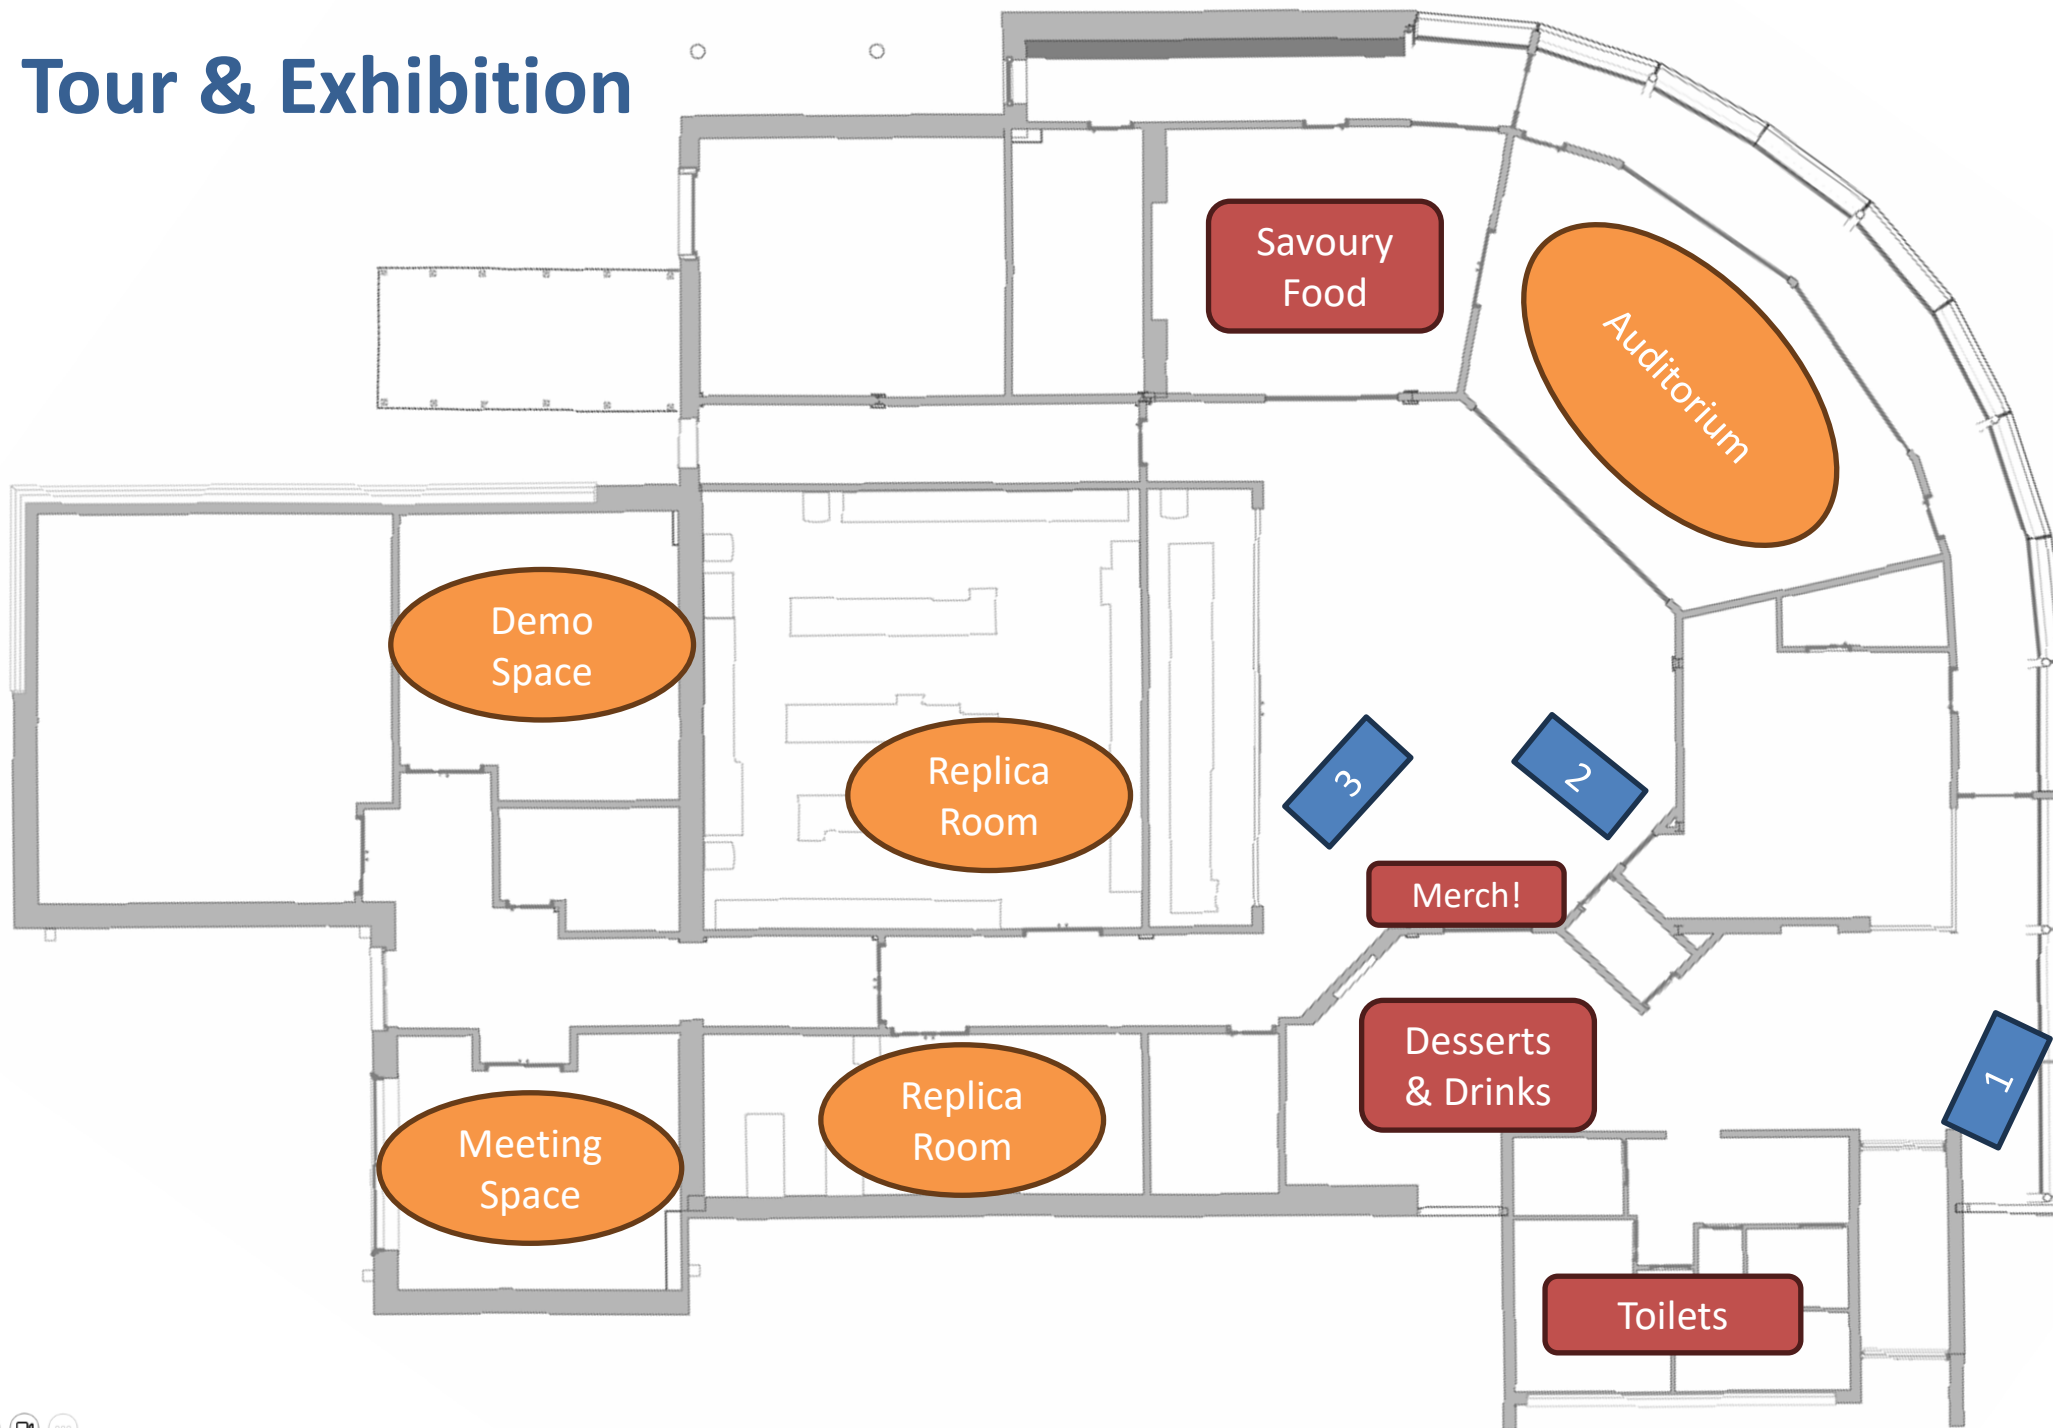 Tour & Exhibition
Savoury
Food
Auditorium
Demo
Space
Replica
Room
3
2
Merch!
Desserts
& Drinks
1
Replica
Room
Meeting
Space
Toilets